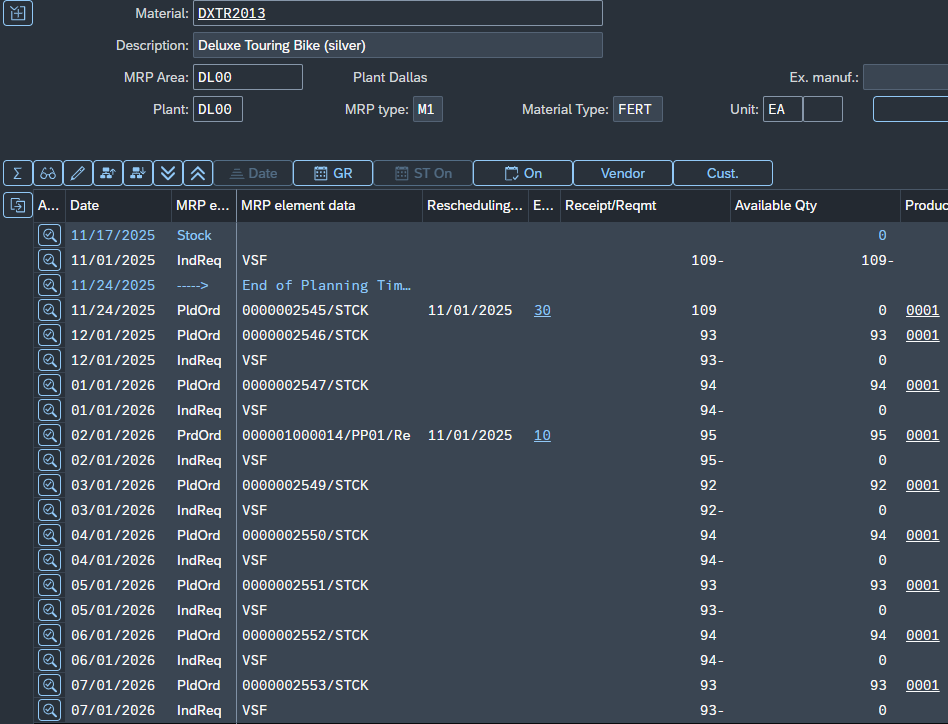 Material: DXTR2013
Description: Deluxe Touring Bike (silver)
MRP Area: DL00 Plant Dallas Ex. manuf.:
Plant: DL00 MRP type: M1 Material Type: FERT Unit: EA
Date GR ST On On Vendor Cust.
A... Date MRP e... MRP element data Rescheduling... E... Receipt/Reqmt Available Qty Produc
11/17/2025 Stock 0
11/01/2025 IndReq VSF 109- 109-
11/24/2025 -----> End of Planning Tim…
11/24/2025 PldOrd 0000002545/STCK 11/01/2025 30 109 0 0001
12/01/2025 PldOrd 0000002546/STCK 93 93 0001
12/01/2025 IndReq VSF 93- 0
01/01/2026 PldOrd 0000002547/STCK 94 94 0001
01/01/2026 IndReq VSF 94- 0
02/01/2026 PrdOrd 000001000014/PP01/Re 11/01/2025 10 95 95 0001
02/01/2026 IndReq VSF 95- 0
03/01/2026 PldOrd 0000002549/STCK 92 92 0001
03/01/2026 IndReq VSF 92- 0
04/01/2026 PldOrd 0000002550/STCK 94 94 0001
04/01/2026 IndReq VSF 94- 0
05/01/2026 PldOrd 0000002551/STCK 93 93 0001
05/01/2026 IndReq VSF 93- 0
06/01/2026 PldOrd 0000002552/STCK 94 94 0001
06/01/2026 IndReq VSF 94- 0
07/01/2026 PldOrd 0000002553/STCK 93 93 0001
07/01/2026 IndReq VSF 93- 0